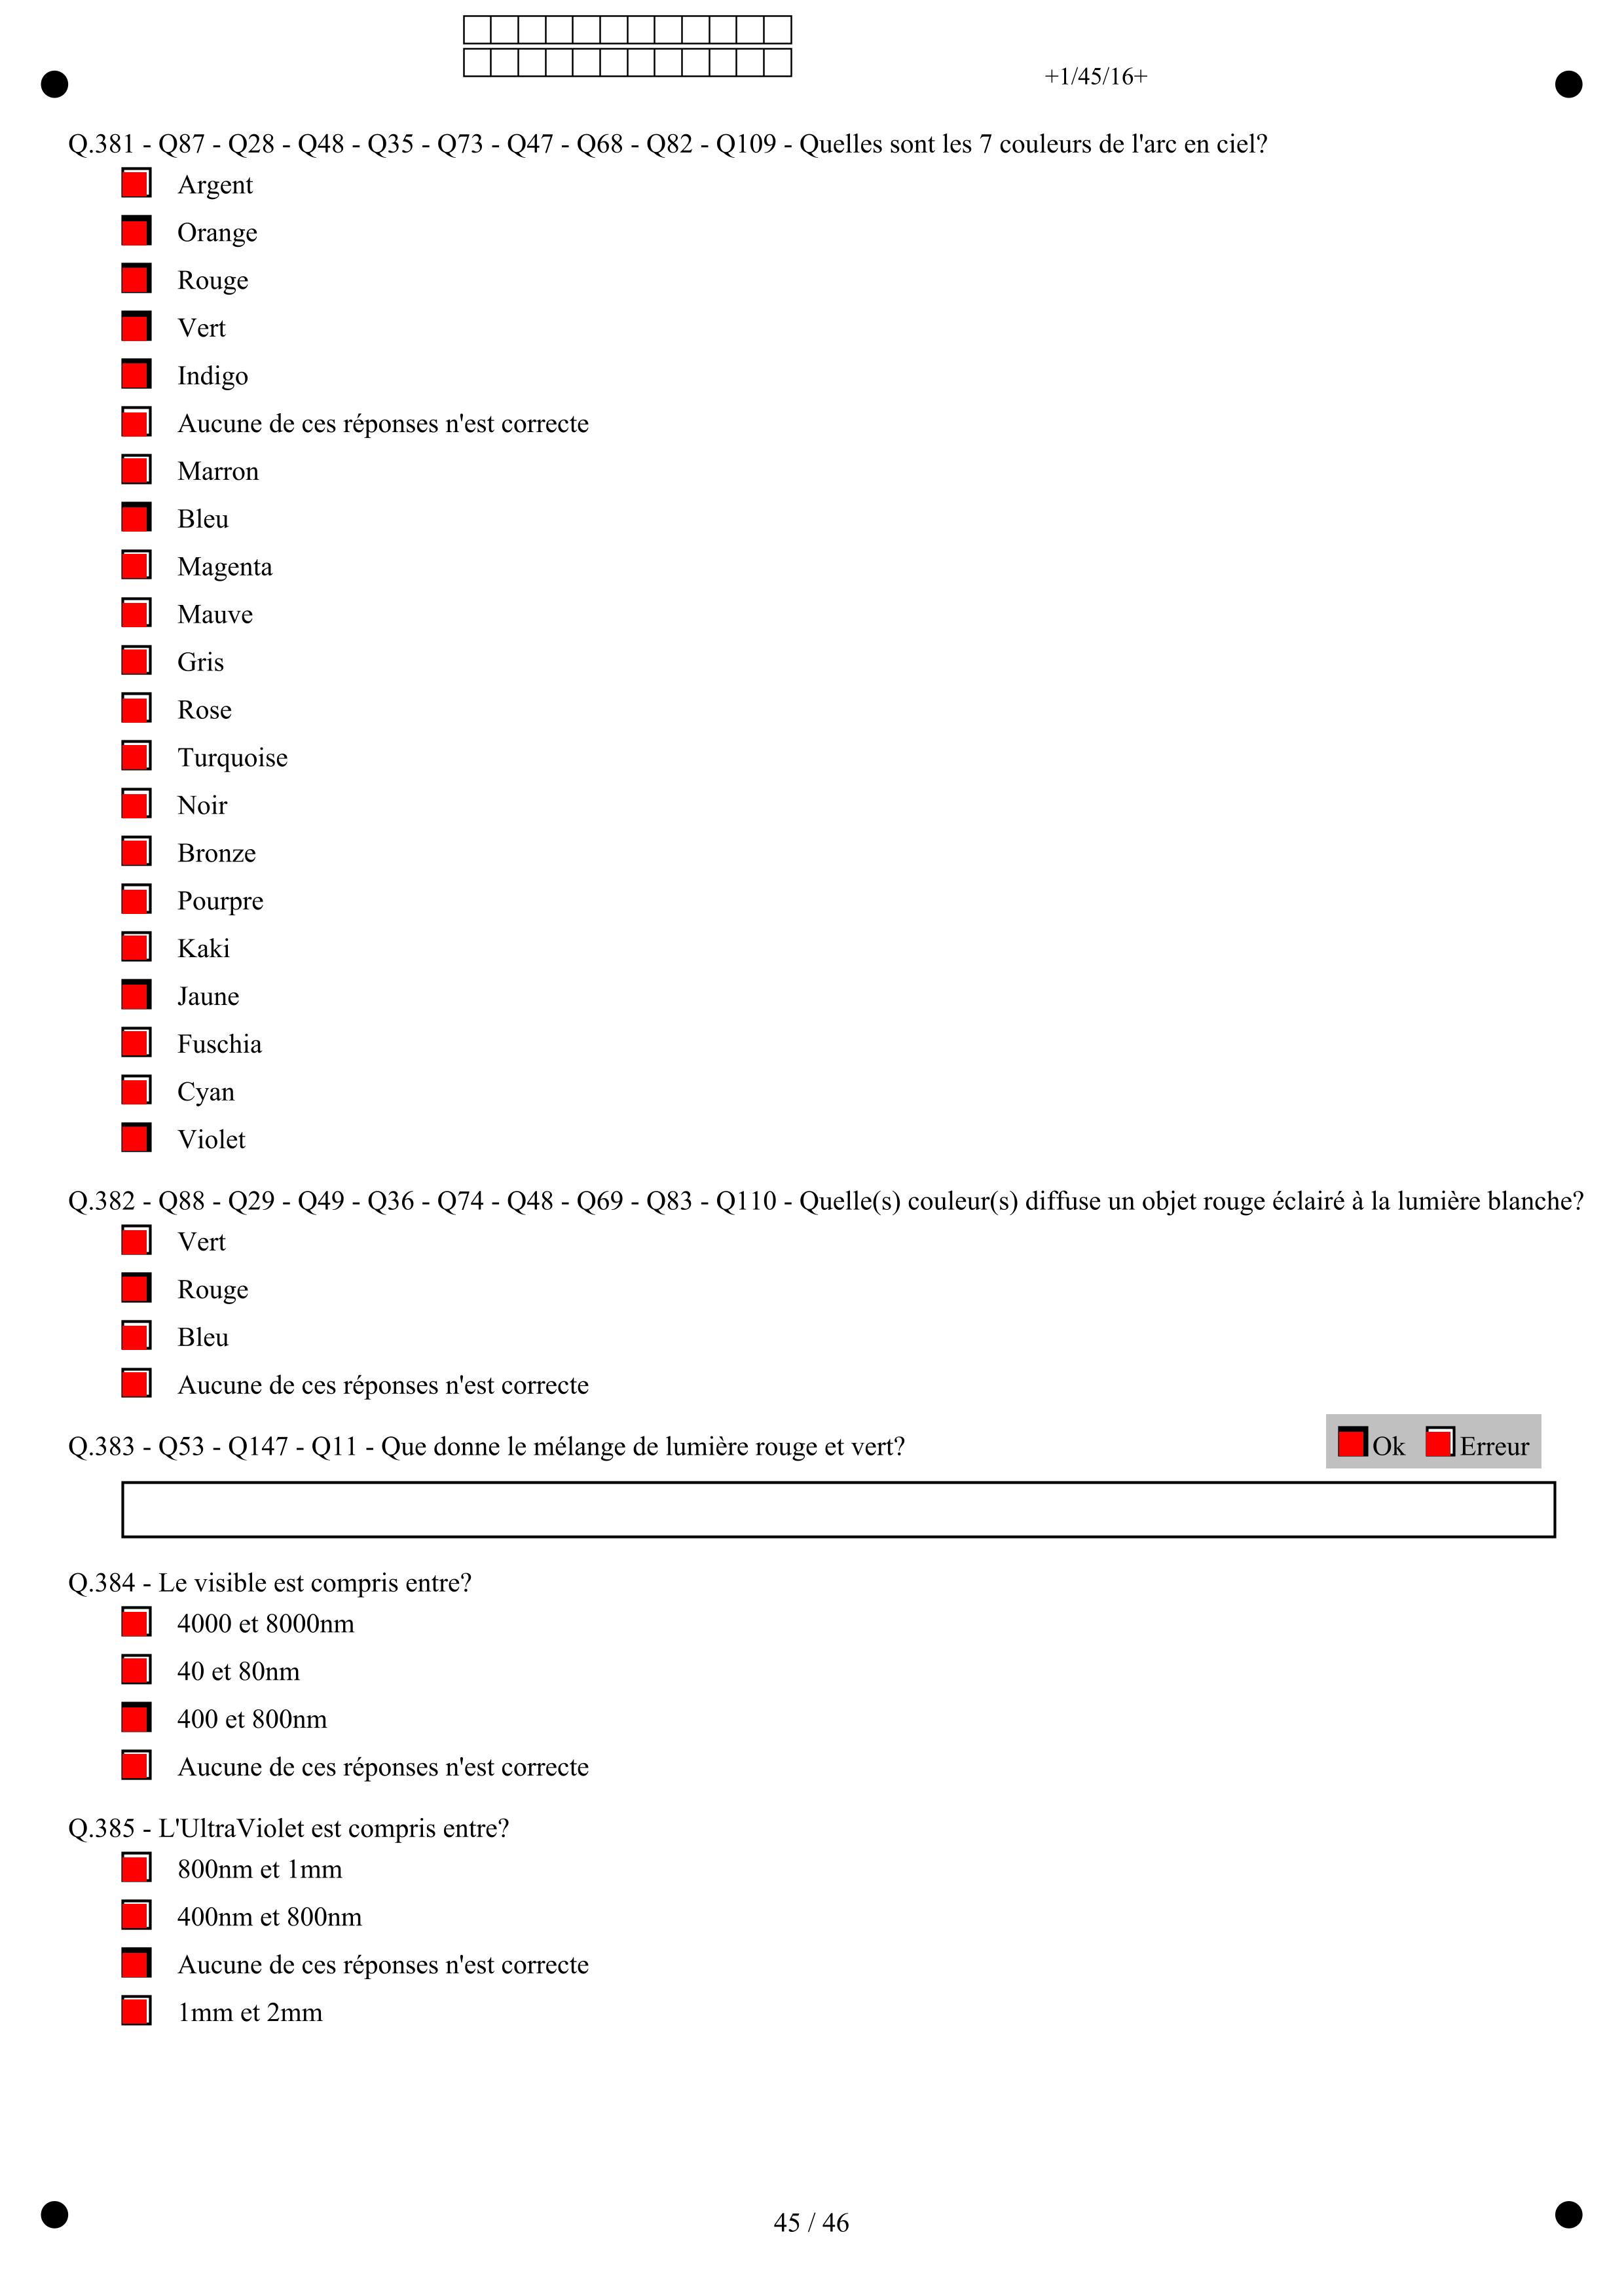 +1/45/16+
Q.381 - Q87 - Q28 - Q48 - Q35 - Q73 - Q47 - Q68 - Q82 - Q109 - Quelles sont les 7 couleurs de l'arc en ciel?
Argent
Orange
Rouge
Vert
Indigo
Aucune de ces réponses n'est correcte
Marron
Bleu
Magenta
Mauve
Gris
Rose
Turquoise
Noir
Bronze
Pourpre
Kaki
Jaune
Fuschia
Cyan
Violet
Q.382 - Q88 - Q29 - Q49 - Q36 - Q74 - Q48 - Q69 - Q83 - Q110 - Quelle(s) couleur(s) diffuse un objet rouge éclairé à la lumière blanche?
Vert
Rouge
Bleu
Aucune de ces réponses n'est correcte
Q.383 - Q53 - Q147 - Q11 - Que donne le mélange de lumière rouge et vert? Ok Erreur
Q.384 - Le visible est compris entre?
4000 et 8000nm
40 et 80nm
400 et 800nm
Aucune de ces réponses n'est correcte
Q.385 - L'UltraViolet est compris entre?
800nm et 1mm
400nm et 800nm
Aucune de ces réponses n'est correcte
1mm et 2mm
45 / 46